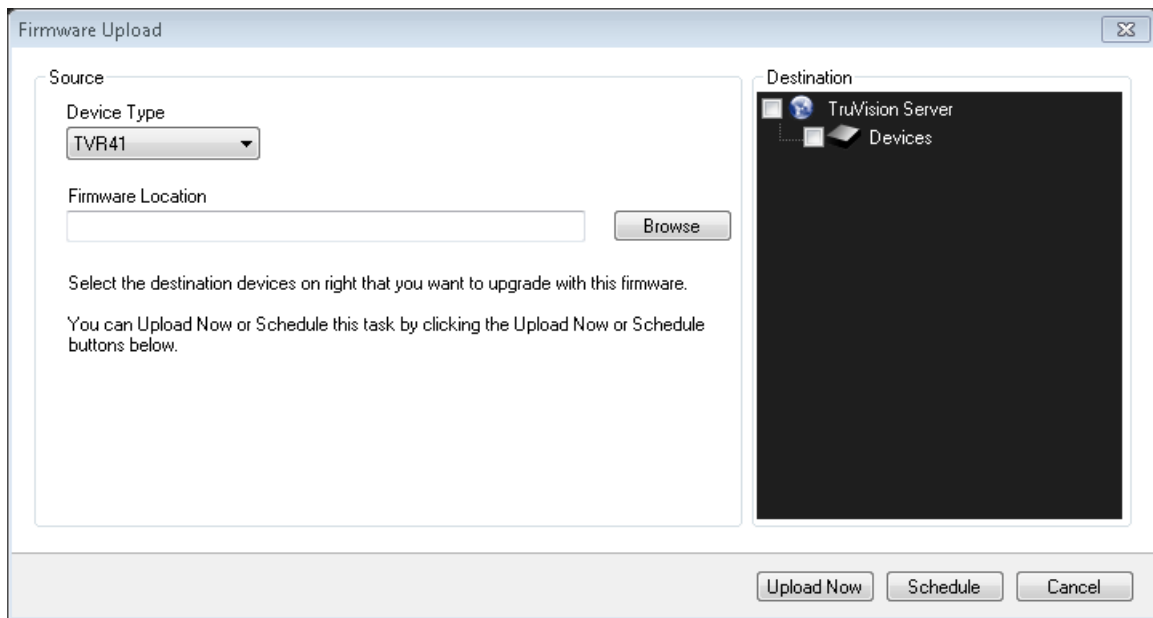 Firmware Upload
Source
Device Type
TVR41
Firmware Location
Browse
Select the destination devices on right that you want to upgrade with this firmware.
You can Upload Now or Schedule this task by clicking the Upload Now or Schedule
buttons below.
Destination
TruVision Server
Devices
Upload Now
Schedule
Cancel